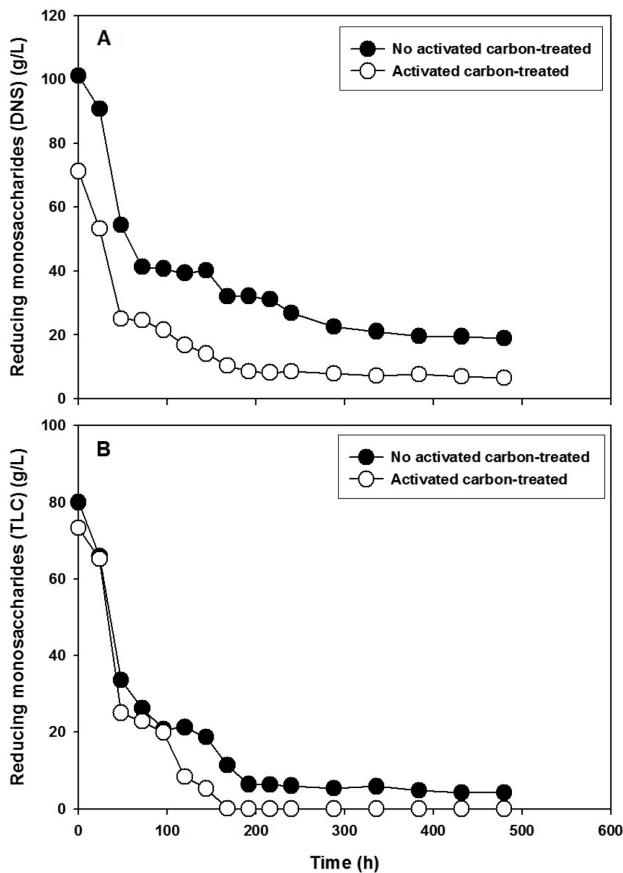 120
100
80
60
40
20
0
Reducing monosaccharides (DNS) (g/L)
A
No activated carbon-treated
Activated carbon-treated
100
80
60
40
20
0
Reducing monosaccharides (TLC) (g/L)
B
No activated carbon-treated
Activated carbon-treated
0 100 200 300 400 500 600
Time (h)